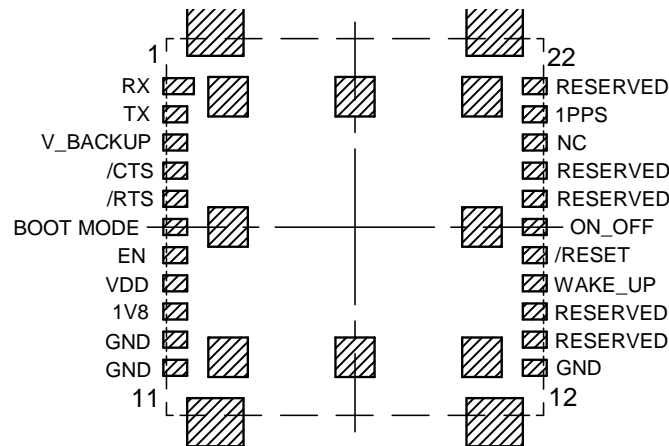 1 22
RX RESERVED
TX 1PPS
V_BACKUP NC
/CTS RESERVED
/RTS RESERVED
BOOT MODE ON_OFF
EN /RESET
VDD WAKE_UP
1V8 RESERVED
GND RESERVED
GND GND
11 12